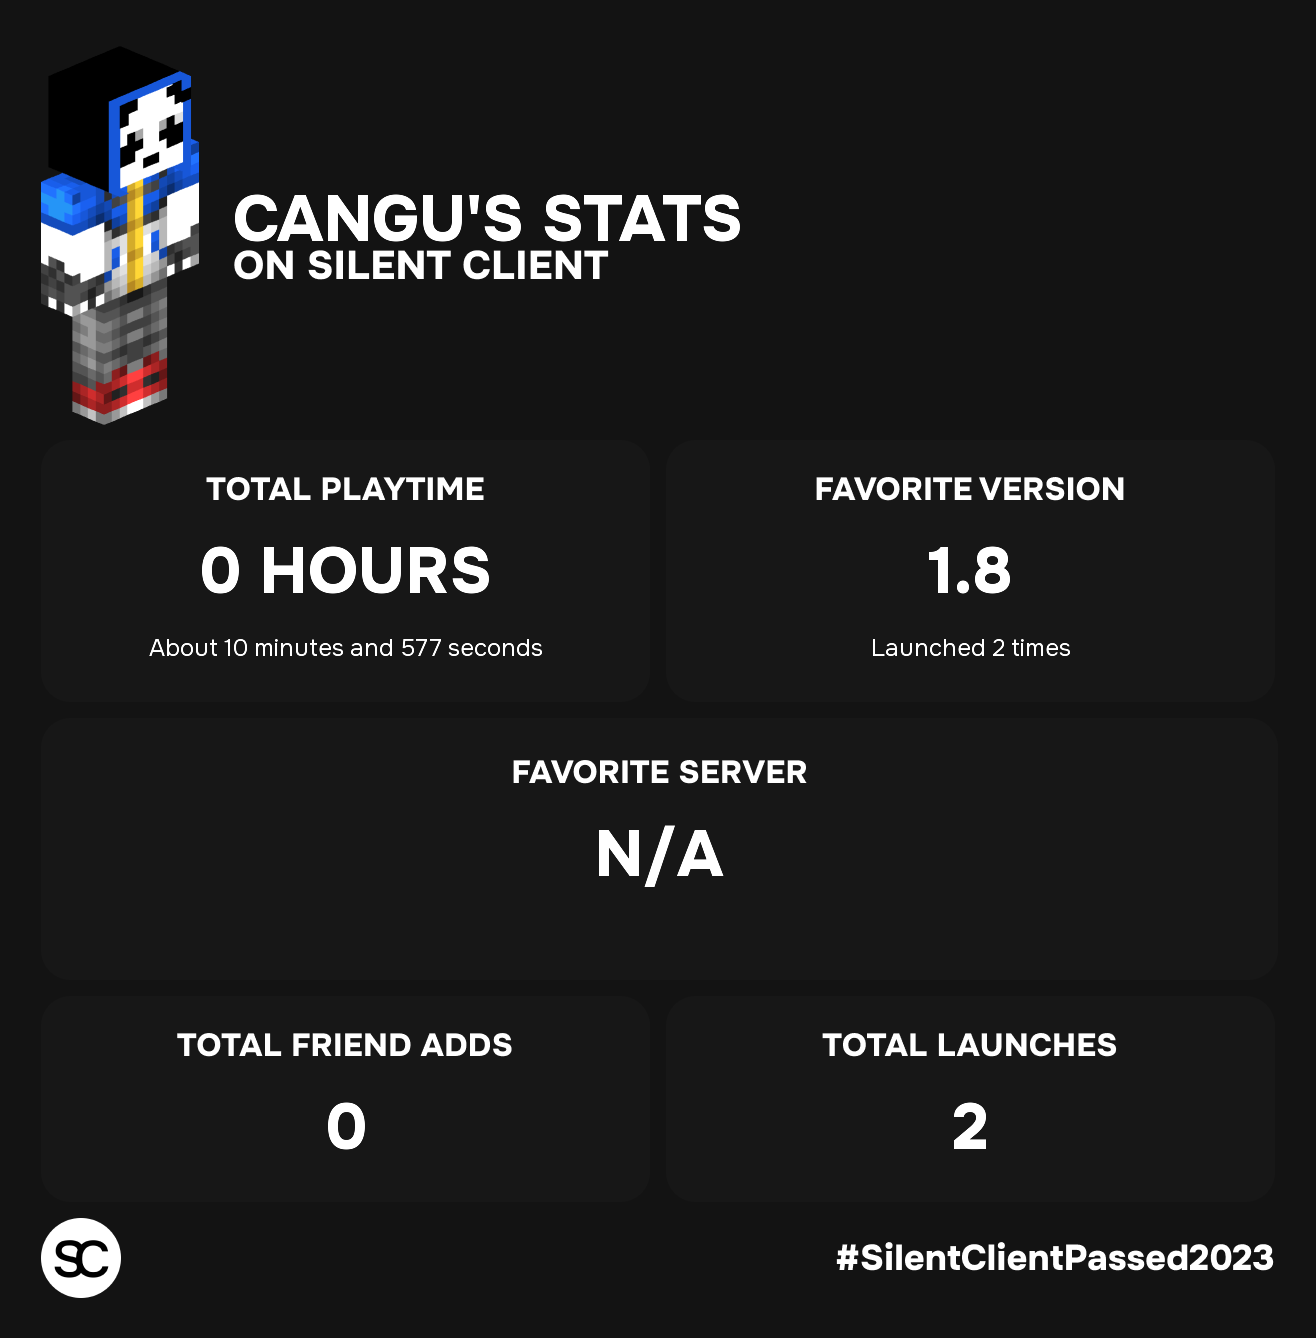 CANGU'S STATS
ON SILENT CLIENT
TOTAL PLAYTIME
0 HOURS
About 10 minutes and 577 seconds
FAVORITE VERSION
1.8
Launched 2 times
FAVORITE SERVER
N/A
TOTAL FRIEND ADDS
0
TOTAL LAUNCHES
2
SC
#SilentClientPassed2023